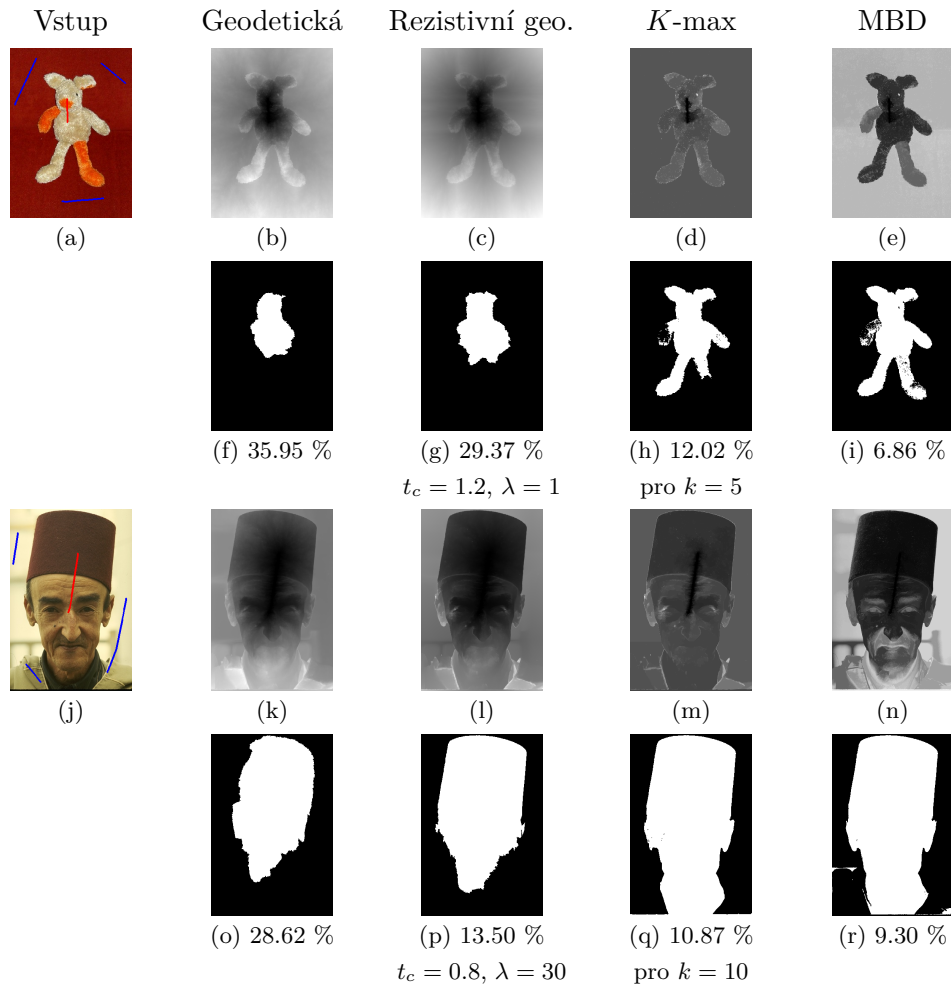 Vstup Geodetická Rezistivní geo. K-max MBD
(a) (b) (c) (d) (e)
(f) 35.95 % (g) 29.37 % (h) 12.02 % (i) 6.86 %
t_c = 1.2, λ = 1 pro k = 5
(j) (k) (l) (m) (n)
(o) 28.62 % (p) 13.50 % (q) 10.87 % (r) 9.30 %
t_c = 0.8, λ = 30 pro k = 10